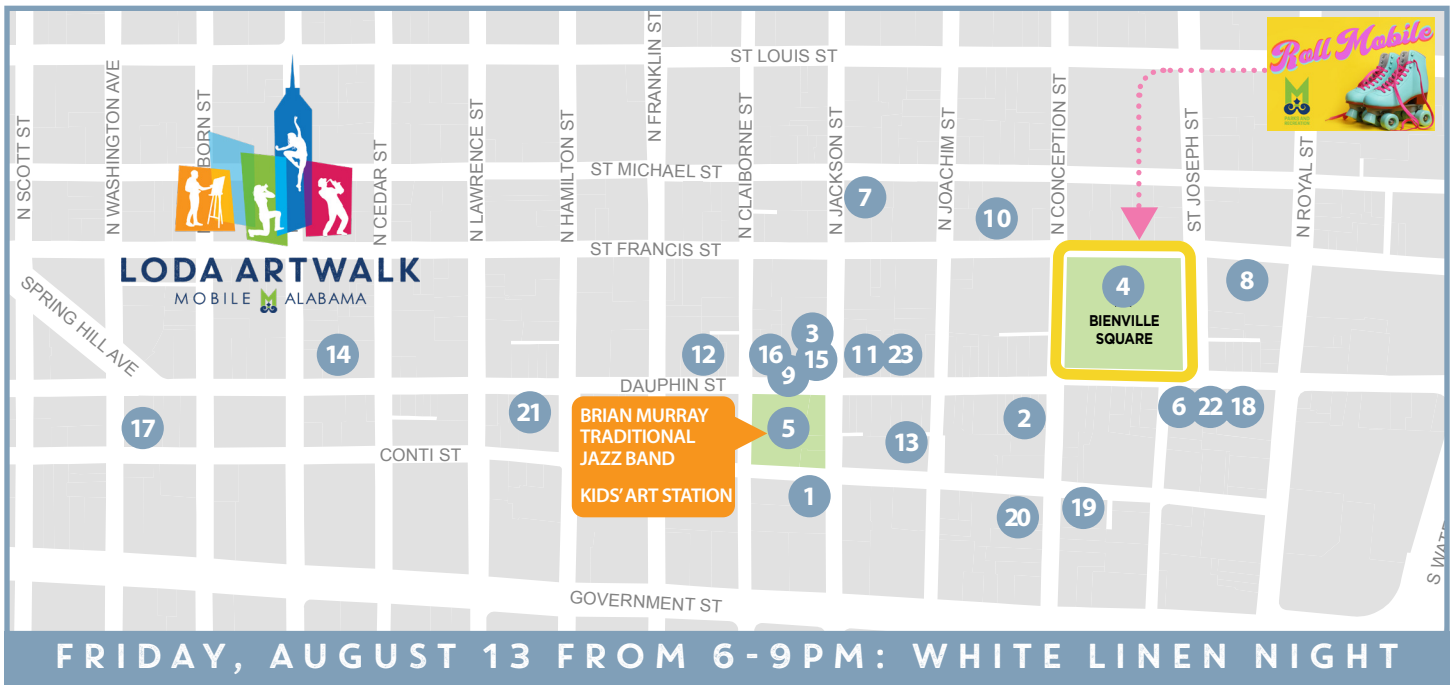 ST LOUIS ST
Roll Mobile
M
N SCOTT ST
N WASHINGTON AVE
BORN ST
N CEDAR ST
N LAWRENCE ST
N HAMILTON ST
N FRANKLIN ST
N CLAIBORNE ST
N JACKSON ST
N JOACHIM ST
N CONCEPTION ST
ST JOSEPH ST
N ROYAL ST
ST MICHAEL ST
7
10
ST FRANCIS ST
LODA ARTWALK
MOBILE M ALABAMA
SPRING HILL AVE
4
BIENVILLE
SQUARE
8
14
12
16
3
15
9
11
23
DAUPHIN ST
17
21
BRIAN MURRAY
TRADITIONAL
JAZZ BAND
KIDS' ART STATION
5
13
2
6
22
18
CONTI ST
1
20
19
S WAT
GOVERNMENT ST
FRIDAY, AUGUST 13 FROM 6-9PM: WHITE LINEN NIGHT